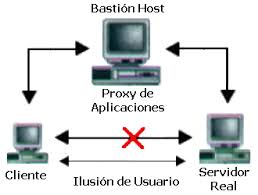 Bastión Host
Proxy de
Aplicaciones
Cliente
Ilusión de Usuario
Servidor
Real